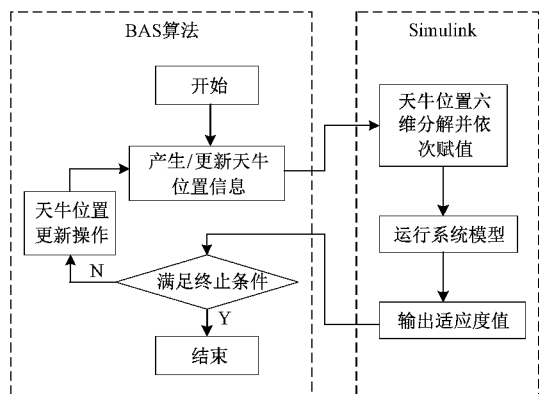 BAS算法
开始
产生/更新天牛
位置信息
天牛位置
更新操作
N
满足终止条件
Y
结束
Simulink
天牛位置六
维分解并依
次赋值
运行系统模型
输出适应度值